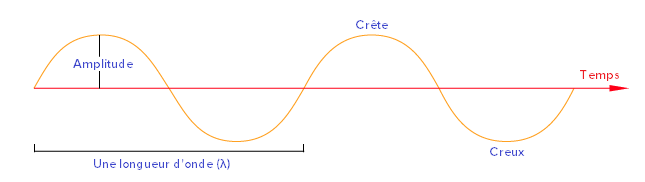 Crête
Amplitude
Temps
Creux
Une longueur d'onde (λ)